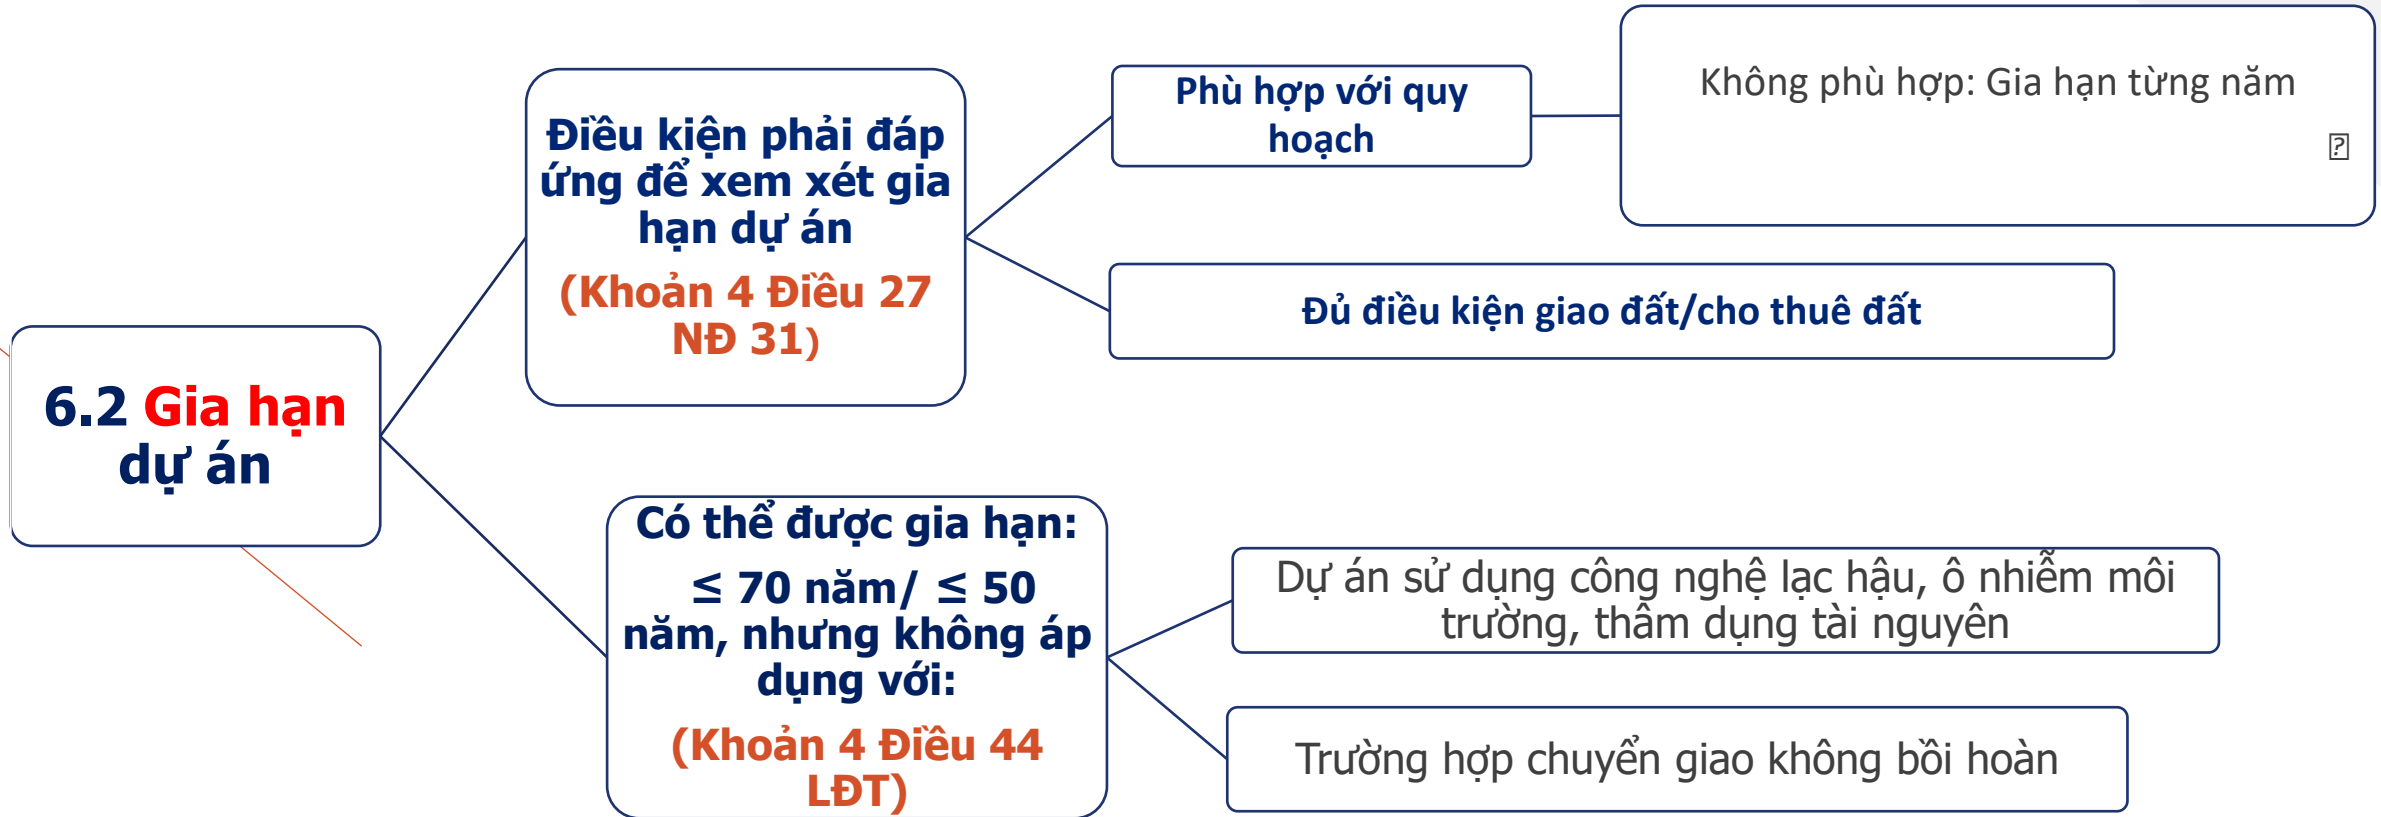 6.2 Gia hạn
dự án
Điều kiện phải đáp
ứng để xem xét gia
hạn dự án
(Khoản 4 Điều 27
NĐ 31)
Phù hợp với quy
hoạch
Không phù hợp: Gia hạn từng năm
Đủ điều kiện giao đất/cho thuê đất
Có thể được gia hạn:
≤ 70 năm/ ≤ 50
năm, nhưng không áp
dụng với:
(Khoản 4 Điều 44
LĐT)
Dự án sử dụng công nghệ lạc hậu, ô nhiễm môi
trường, thâm dụng tài nguyên
Trường hợp chuyển giao không bồi hoàn